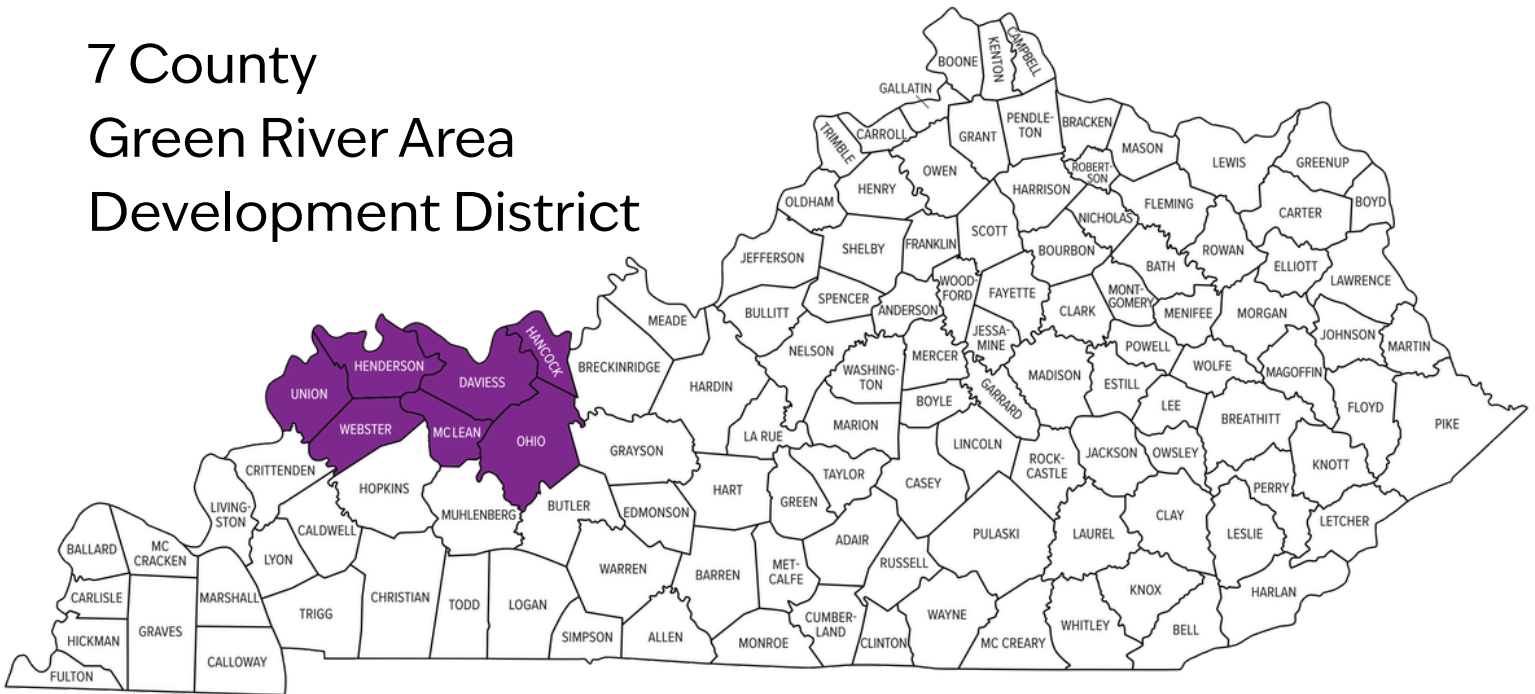 7 County
Green River Area
Development District
BOONE
KENTON
CAMPBELL
GALLATIN
TRIMBLE
CARROLL
GRANT
PENDLE-
TON
BRACKEN
MASON
LEWIS
GREENUP
OWEN
ROBERT-
SON
HENRY
HARRISON
OLDHAM
FLEMING
BOYD
CARTER
NICHOLAS
SCOTT
FRANKLIN
SHELBY
BOURBON
ROWAN
JEFFERSON
BATH
ELLIOTT
LAWRENCE
WOOD-
FORD
FAYETTE
MONT-
GOMERY
SPENCER
ANDERSON
CLARK
BULLITT
MENIFEE
MORGAN
MEADE
JESSA-
MINE
JOHNSON
MARTIN
POWELL
NELSON
MERCER
HANCOCK
BRECKINRIDGE
HENDERSON
WASHING-
TON
WOLFE
MAGOFFIN
MADISON
DAVIESS
HARDIN
ESTILL
UNION
GARRARD
BOYLE
LEE
FLOYD
BREATHITT
PIKE
MARION
WEBSTER
MCLEAN
LA RUE
OHIO
LINCOLN
GRAYSON
JACKSON
OWSLEY
ROCK-
CASTLE
KNOTT
CRITTENDEN
TAYLOR
HOPKINS
HART
CASEY
PERRY
GREEN
BUTLER
LIVING-
STON
MUHLENBERG
EDMONSON
CLAY
LETCHER
CALDWELL
PULASKI
LAUREL
LESLIE
ADAIR
BALLARD
MC
CRACKEN
LYON
WARREN
BARREN
MET-
CALFE
RUSSELL
KNOX
HARLAN
CARLISLE
MARSHALL
CHRISTIAN
TODD
LOGAN
TRIGG
WAYNE
CUMBER-
LAND
WHITLEY
GRAVES
BELL
HICKMAN
SIMPSON
ALLEN
MONROE
CLINTON
MC CREARY
CALLOWAY
FULTON